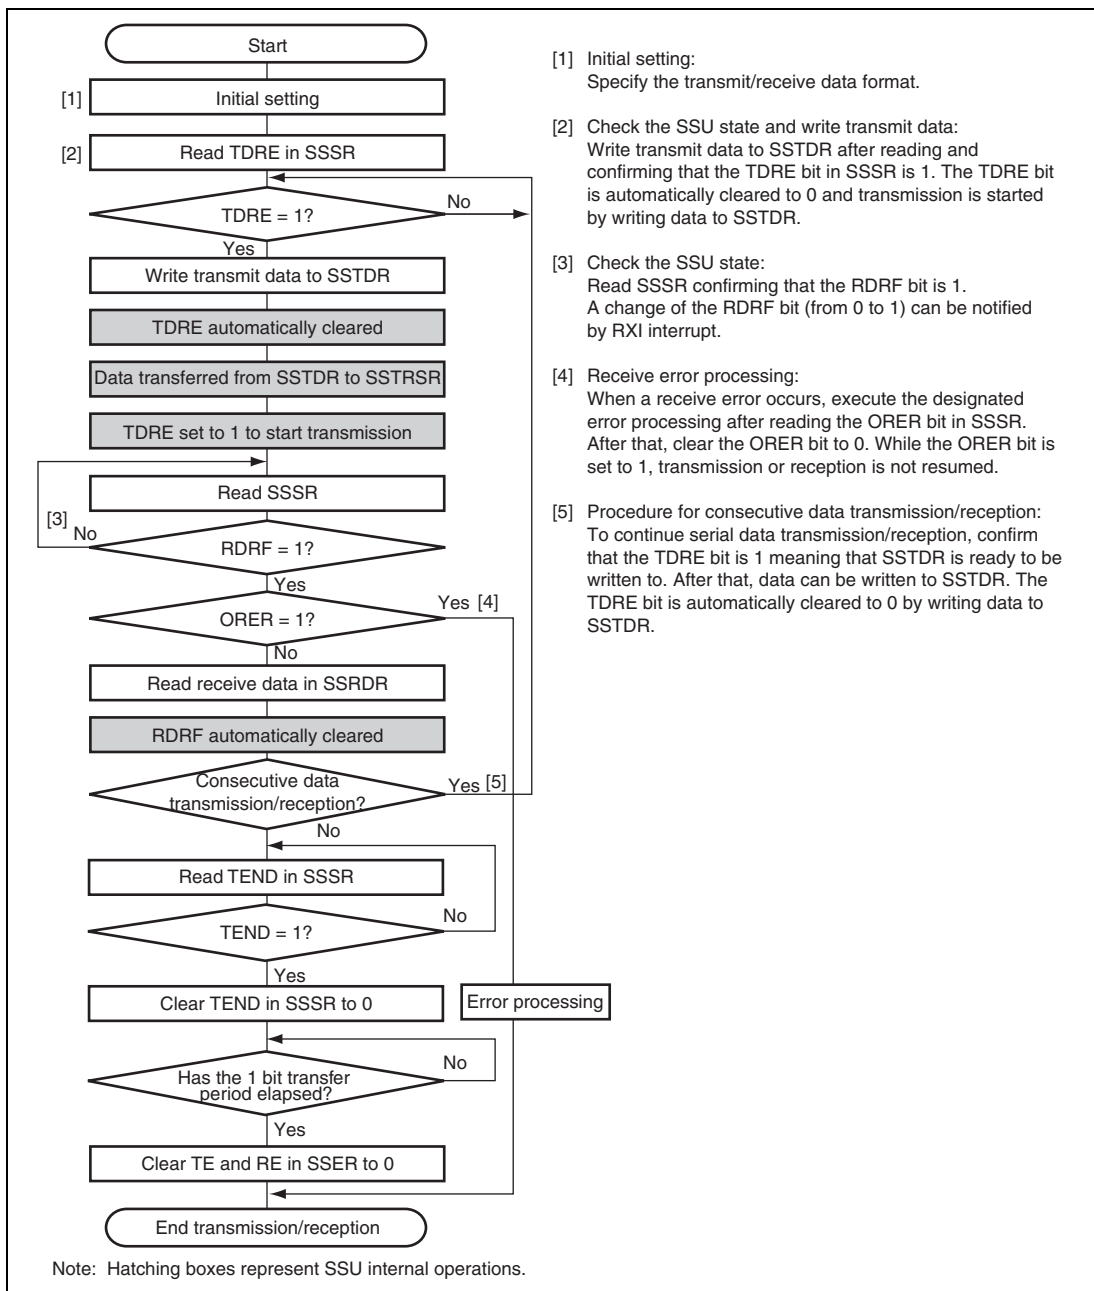 Start
[1] Initial setting
[2] Read TDRE in SSSR
TDRE = 1?
No
Yes
Write transmit data to SSTDR
TDRE automatically cleared
Data transferred from SSTDR to SSTRSR
TDRE set to 1 to start transmission
Read SSSR
[3]
No
RDRF = 1?
Yes
ORER = 1?
Yes [4]
No
Read receive data in SSRDR
RDRF automatically cleared
Consecutive data
transmission/reception?
Yes [5]
No
Read TEND in SSSR
TEND = 1?
No
Yes
Clear TEND in SSSR to 0
Error processing
Has the 1 bit transfer
period elapsed?
No
Yes
Clear TE and RE in SSER to 0
End transmission/reception
[1] Initial setting:
Specify the transmit/receive data format.
[2] Check the SSU state and write transmit data:
Write transmit data to SSTDR after reading and
confirming that the TDRE bit in SSSR is 1. The TDRE bit
is automatically cleared to 0 and transmission is started
by writing data to SSTDR.
[3] Check the SSU state:
Read SSSR confirming that the RDRF bit is 1.
A change of the RDRF bit (from 0 to 1) can be notified
by RXI interrupt.
[4] Receive error processing:
When a receive error occurs, execute the designated
error processing after reading the ORER bit in SSSR.
After that, clear the ORER bit to 0. While the ORER bit is
set to 1, transmission or reception is not resumed.
[5] Procedure for consecutive data transmission/reception:
To continue serial data transmission/reception, confirm
that the TDRE bit is 1 meaning that SSTDR is ready to be
written to. After that, data can be written to SSTDR. The
TDRE bit is automatically cleared to 0 by writing data to
SSTDR.
Note: Hatching boxes represent SSU internal operations.